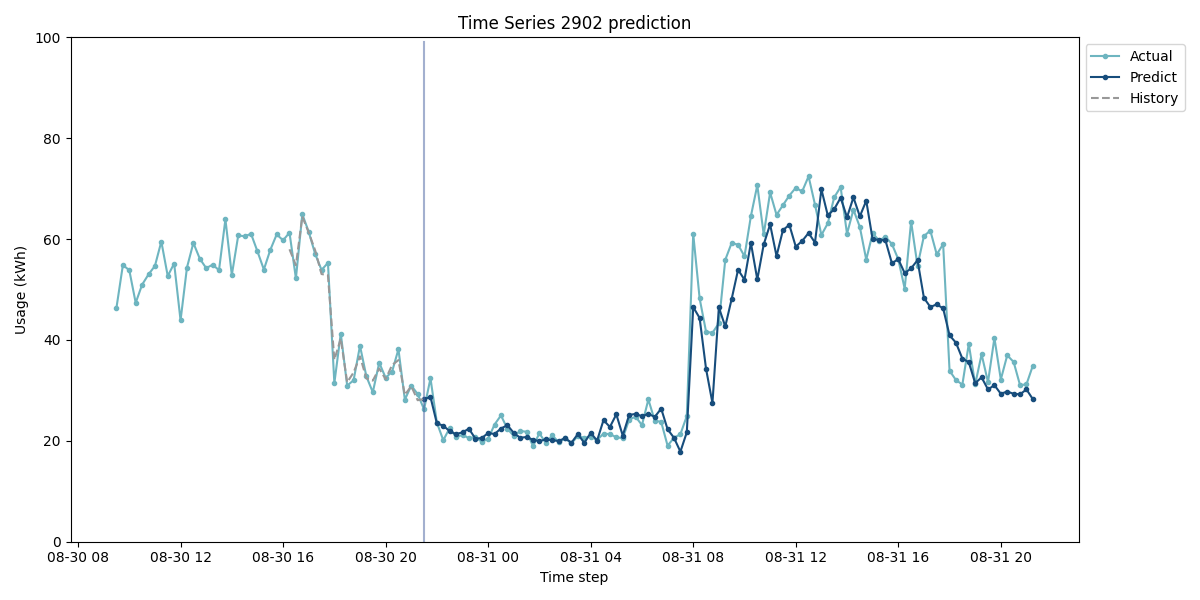 Time Series 2902 prediction
100
80
60
40
20
0
Usage (kWh)
08-30 08
08-30 12
08-30 16
08-30 20
08-31 00
08-31 04
08-31 08
08-31 12
08-31 16
08-31 20
Time step
Actual
Predict
History